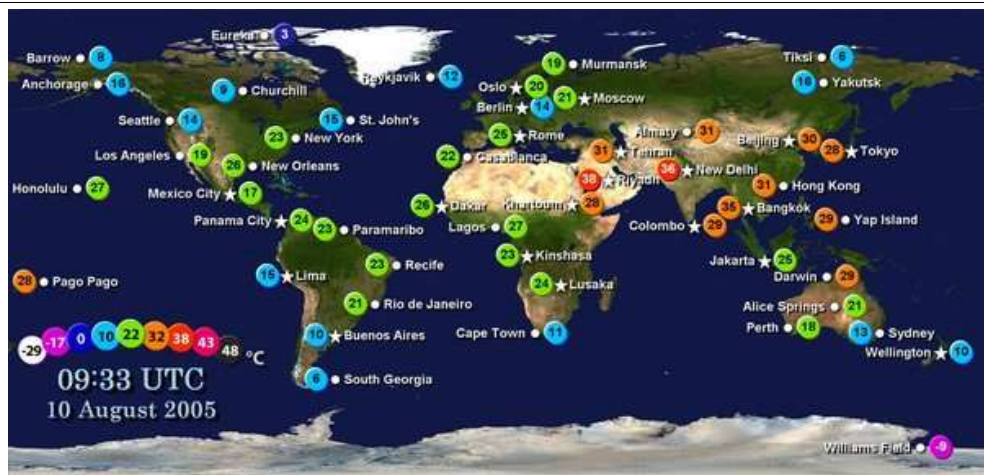 Eureka 3
Barrow 8
Anchorage 16
9 Churchill
Reykjavik 12
19 Murmansk
Oslo 20
Berlin 14
21 Moscow
Tiksi 6
16 Yakutsk
Seattle 14
15 St. John's
23 New York
25 Rome
Almaty 31
Beijing 30
28 Tokyo
Los Angeles 19
26 New Orleans
22 Casablanca
31 Tehran
36 New Delhi
Honolulu 27
Mexico City 17
38 Riyadh
31 Hong Kong
26 Dakar
Khartoum 28
35 Bangkok
Panama City 24
23 Paramaribo
Lagos 27
Colombo 29
29 Yap Island
23 Recife
23 Kinshasa
Jakarta 25
28 Pago Pago
15 Lima
24 Lusaka
Darwin 29
21 Rio de Janeiro
Alice Springs 21
10 Buenos Aires
Cape Town 11
Perth 18
13 Sydney
Wellington 10
-29 -17 0 10 22 32 38 43 48 °C
6 South Georgia
09:33 UTC
10 August 2005
Williams Field -9